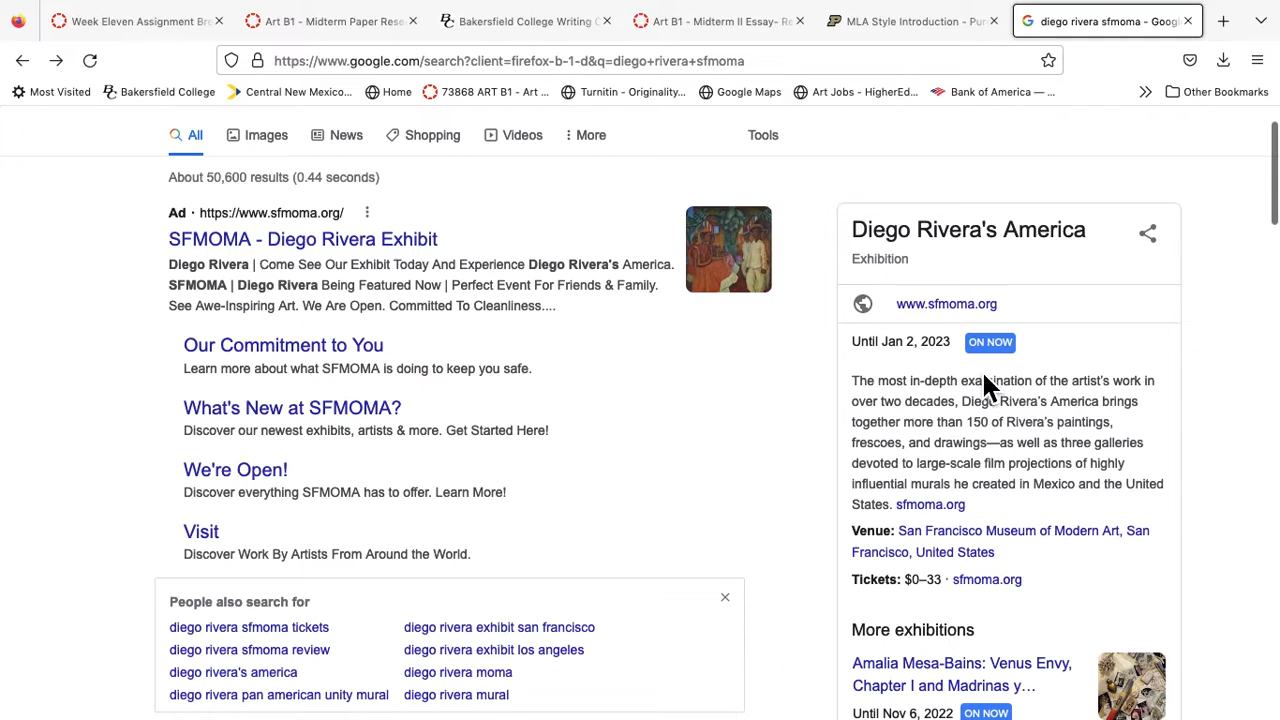 Week Eleven Assignment Bre
Art B1 - Midterm Paper Resea
Bakersfield College Writing C
Art B1 - Midtem II Essay- Re
MLA Style Introduction - Purd
diego rivera sfmoma - Google
https://www.google.com/search?client=firefox-b-1-d&q=diego+rivera+sfmoma
Most Visited
Bakersfield College
Central New Mexico...
Home
73868 ART B1 - Art ...
Turnitin - Originality...
Google Maps
Art Jobs - HigherEd...
Bank of America — ...
Other Bookmarks
All
Images
News
Shopping
Videos
More
Tools
About 50,600 results (0.44 seconds)
Ad · https://www.sfmoma.org/
SFMOMA - Diego Rivera Exhibit
Diego Rivera | Come See Our Exhibit Today And Experience Diego Rivera's America.
SFMOMA | Diego Rivera Being Featured Now | Perfect Event For Friends & Family.
See Awe-Inspiring Art. We Are Open. Committed To Cleanliness....
Our Commitment to You
Learn more about what SFMOMA is doing to keep you safe.
What's New at SFMOMA?
Discover our newest exhibits, artists & more. Get Started Here!
We're Open!
Discover everything SFMOMA has to offer. Learn More!
Visit
Discover Work By Artists From Around the World.
People also search for
diego rivera sfmoma tickets
diego rivera exhibit san francisco
diego rivera sfmoma review
diego rivera exhibit los angeles
diego rivera's america
diego rivera moma
diego rivera pan american unity mural
diego rivera mural
Diego Rivera's America
Exhibition
www.sfmoma.org
Until Jan 2, 2023 ON NOW
The most in-depth examination of the artist's work in
over two decades, Diego Rivera's America brings
together more than 150 of Rivera's paintings,
frescoes, and drawings—as well as three galleries
devoted to large-scale film projections of highly
influential murals he created in Mexico and the United
States. sfmoma.org
Venue: San Francisco Museum of Modern Art, San
Francisco, United States
Tickets: $0–33 · sfmoma.org
More exhibitions
Amalia Mesa-Bains: Venus Envy,
Chapter I and Madrinas y…
Until Nov 6, 2022 ON NOW